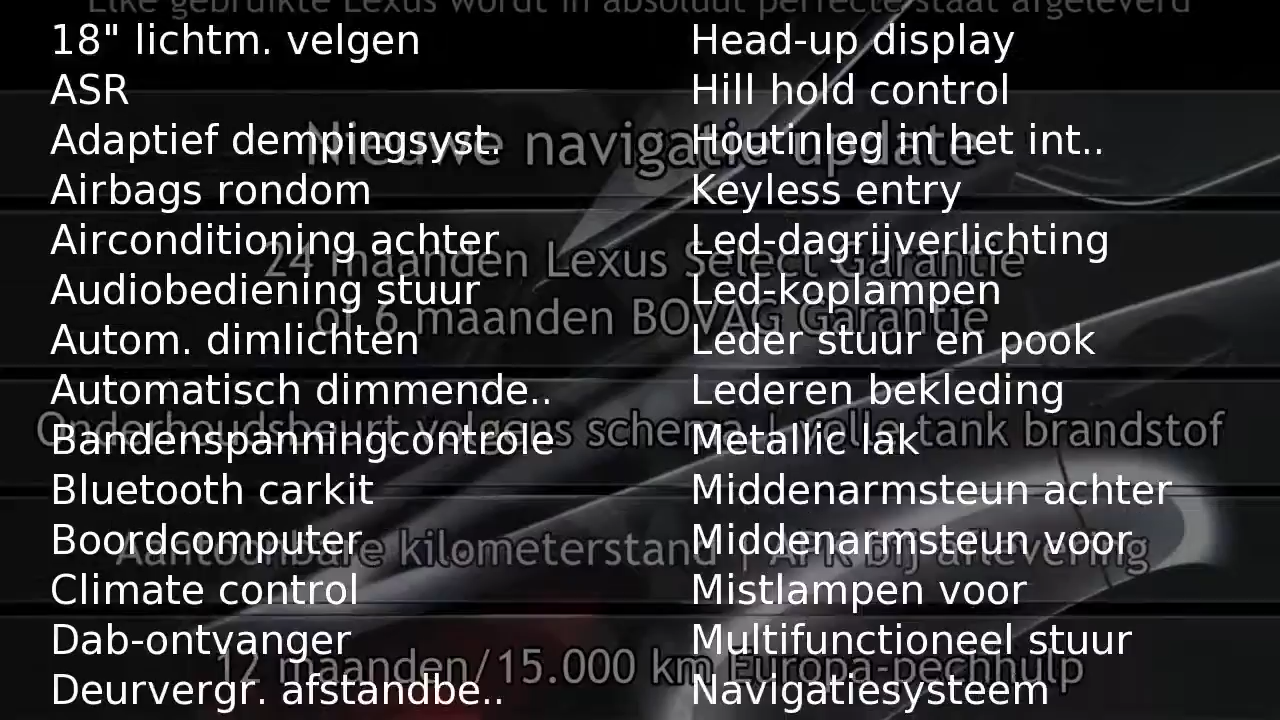 Elke gebruikte Lexus wordt in absoluut perfecte staat afgeleverd
18" lichtm. velgen
ASR
Adaptief dempingsyst.
Airbags rondom
Airconditioning achter
Audiobediening stuur
Autom. dimlichten
Automatisch dimmende..
Bandenspanningcontrole
Bluetooth carkit
Boordcomputer
Climate control
Dab-ontvanger
Deurvergr. afstandbe..
Head-up display
Hill hold control
Houtinleg in het int..
Keyless entry
Led-dagrijverlichting
Led-koplampen
Leder stuur en pook
Lederen bekleding
Metallic lak
Middenarmsteun achter
Middenarmsteun voor
Mistlampen voor
Multifunctioneel stuur
Navigatiesysteem
Nieuwe navigatie update
24 maanden Lexus Select Garantie
of 6 maanden BOVAG Garantie
Onderhoudsbeurt volgens schema + volle tank brandstof
Aantoonbare kilometerstand | APK bij aflevering
12 maanden/15.000 km Europa-pechhulp